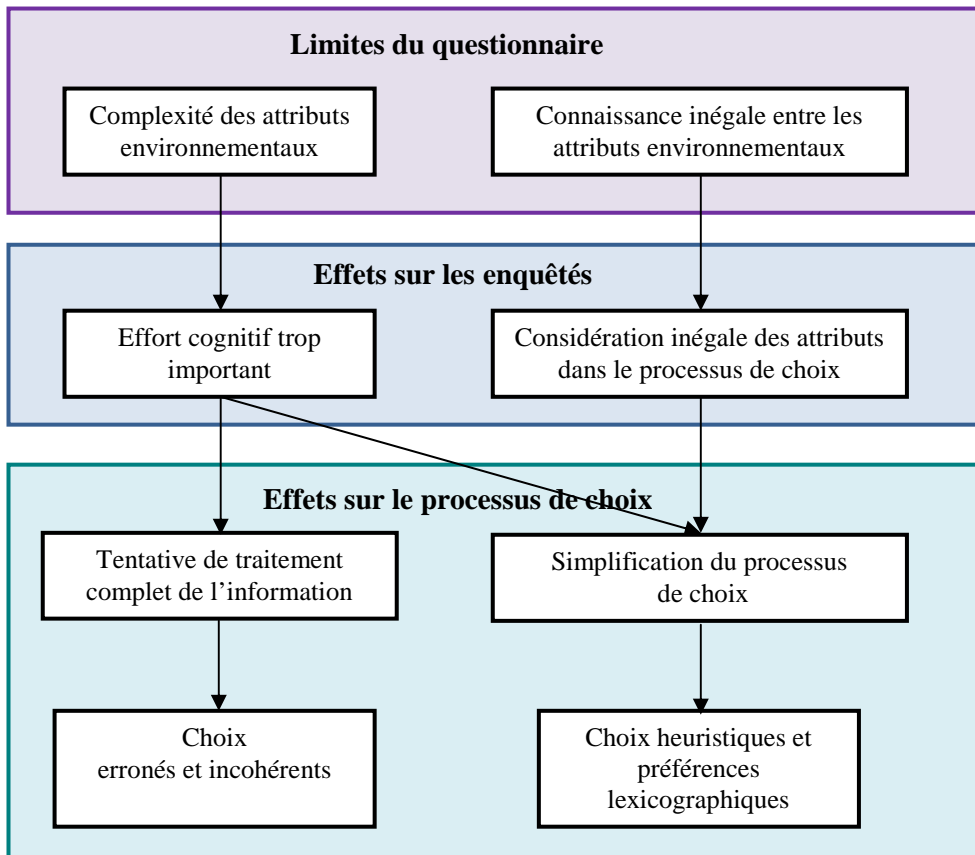 Limites du questionnaire
Complexité des attributs
environnementaux
Connaissance inégale entre les
attributs environnementaux
Effets sur les enquêtés
Effort cognitif trop
important
Considération inégale des attributs
dans le processus de choix
Effets sur le processus de choix
Tentative de traitement
complet de l’information
Simplification du processus
de choix
Choix
erronés et incohérents
Choix heuristiques et
préférences
lexicographiques